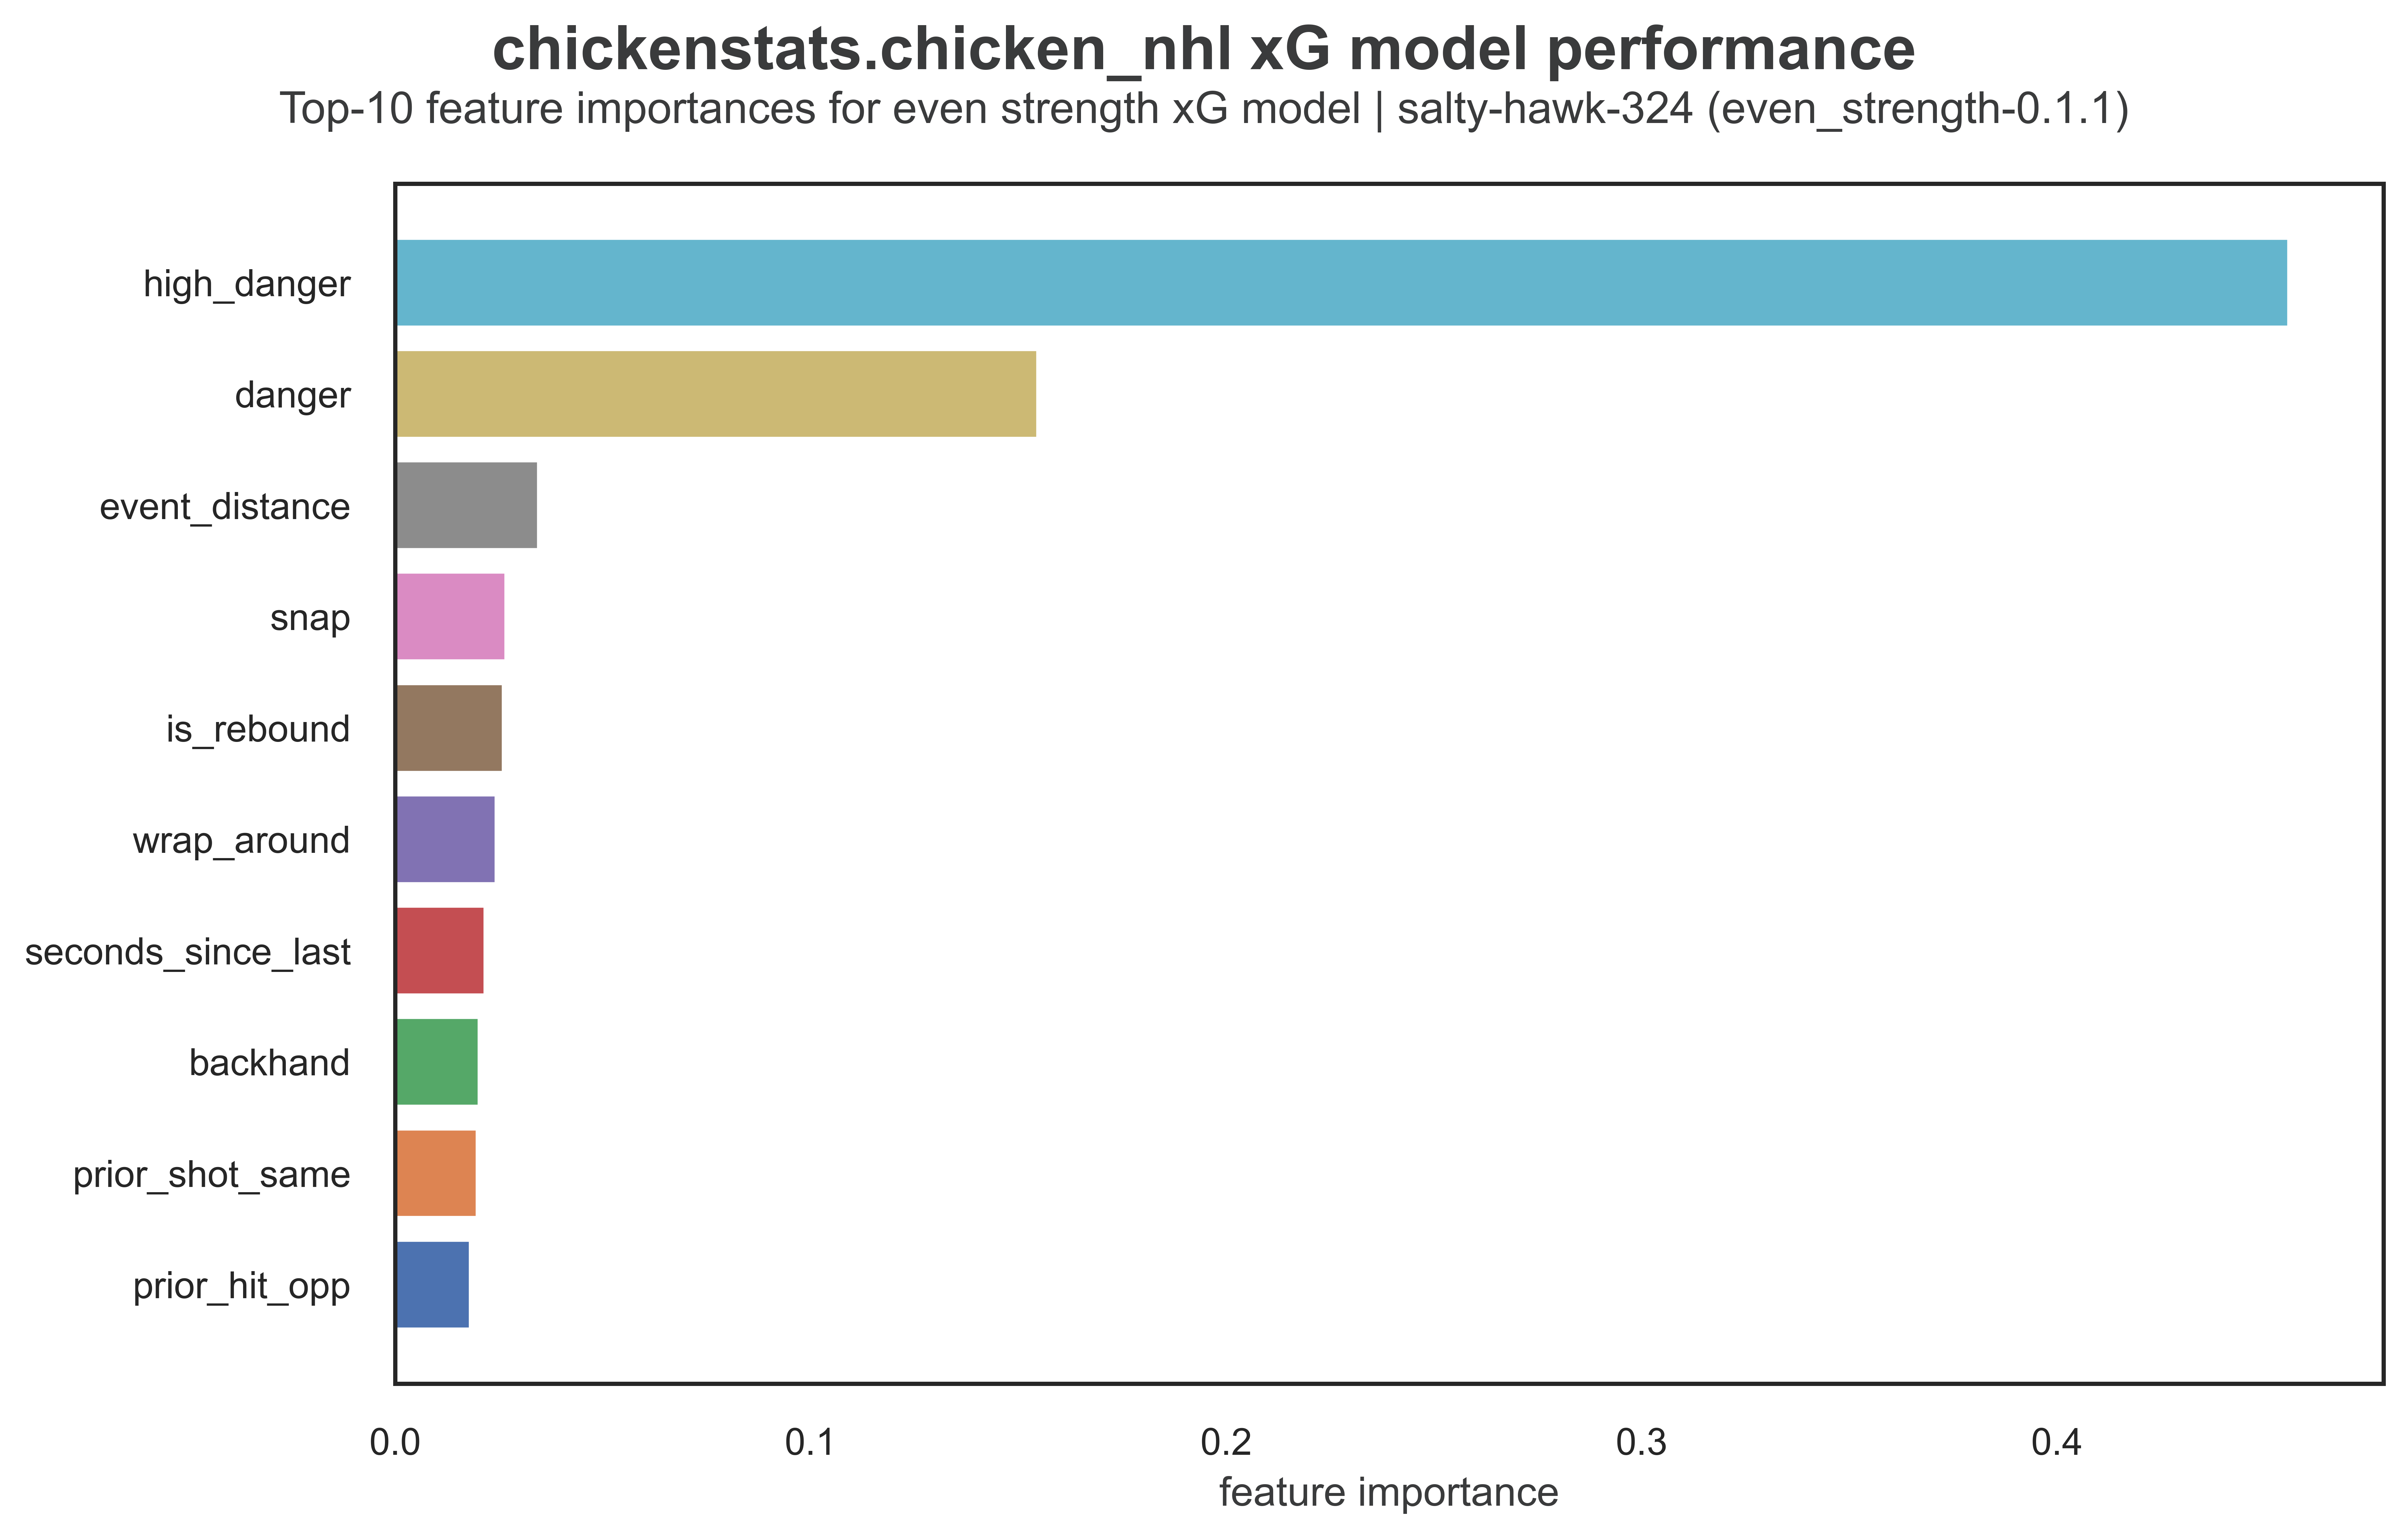 chickenstats.chicken_nhl xG model performance
Top-10 feature importances for even strength xG model | salty-hawk-324 (even_strength-0.1.1)
high_danger
danger
event_distance
snap
is_rebound
wrap_around
seconds_since_last
backhand
prior_shot_same
prior_hit_opp
0.0 0.1 0.2 0.3 0.4
feature importance